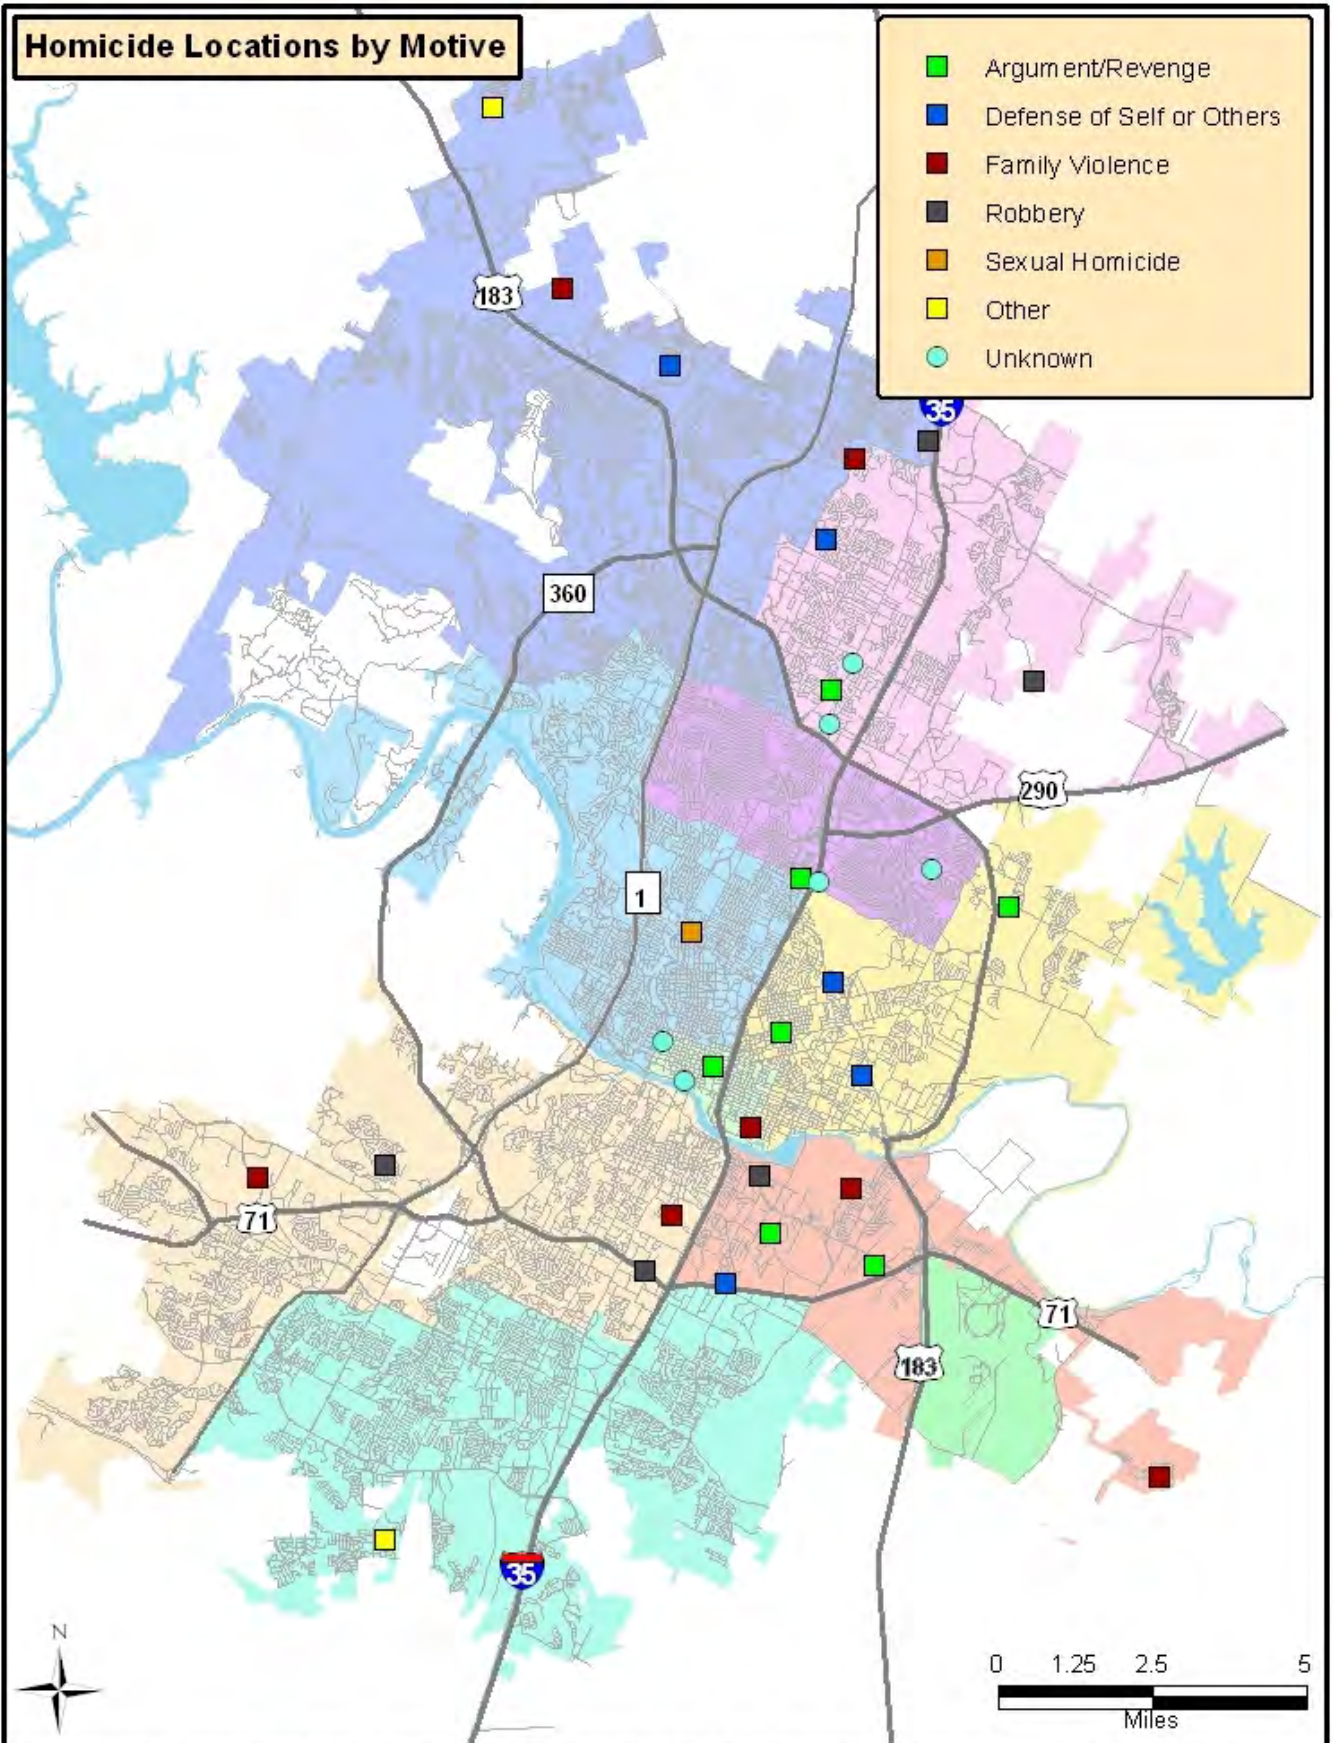 Homicide Locations by Motive
Argument/Revenge
Defense of Self or Others
Family Violence
Robbery
Sexual Homicide
Other
Unknown
183
35
360
290
1
71
71
183
35
N
0 1.25 2.5 5
Miles